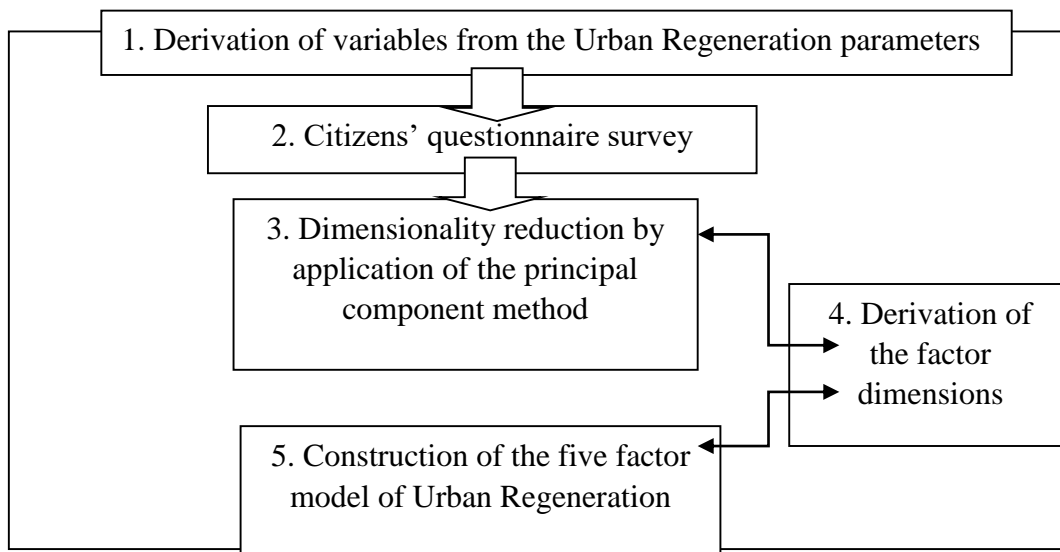 1. Derivation of variables from the Urban Regeneration parameters
2. Citizens’ questionnaire survey
3. Dimensionality reduction by
application of the principal
component method
4. Derivation of
the factor
dimensions
5. Construction of the five factor
model of Urban Regeneration